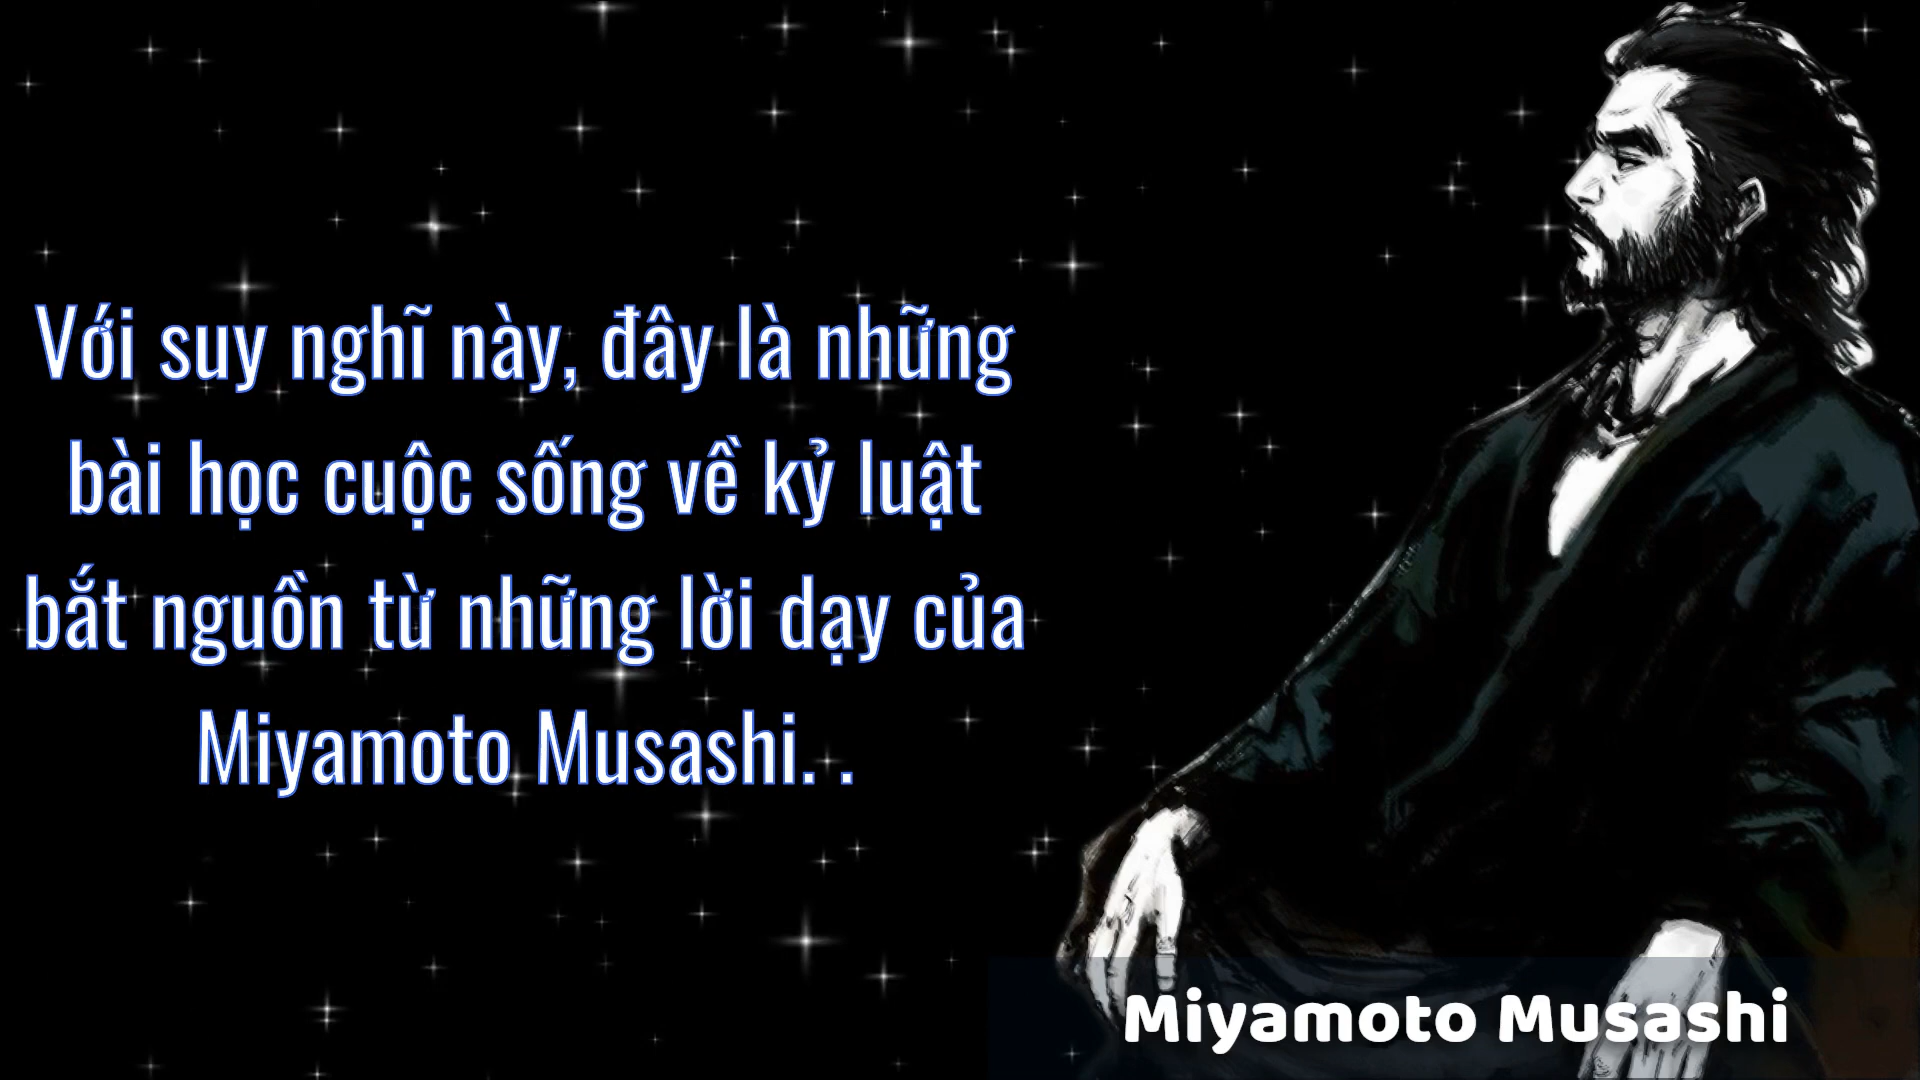 Với suy nghĩ này, đây là những
bài học cuộc sống về kỷ luật
bắt nguồn từ những lời dạy của
Miyamoto Musashi. .
Miyamoto Musashi